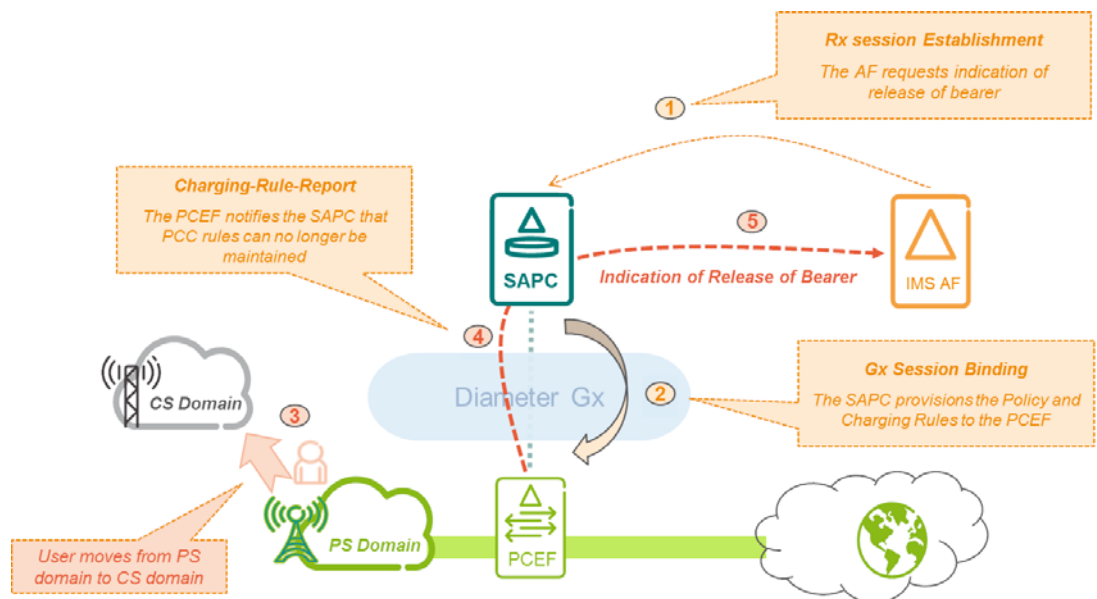 Rx session Establishment
The AF requests indication of
release of bearer
1
Charging-Rule-Report
The PCEF notifies the SAPC that
PCC rules can no longer be
maintained
SAPC
5
Indication of Release of Bearer
IMS AF
4
Diameter Gx
2
Gx Session Binding
The SAPC provisions the Policy and
Charging Rules to the PCEF
CS Domain
3
PS Domain
PCEF
User moves from PS
domain to CS domain